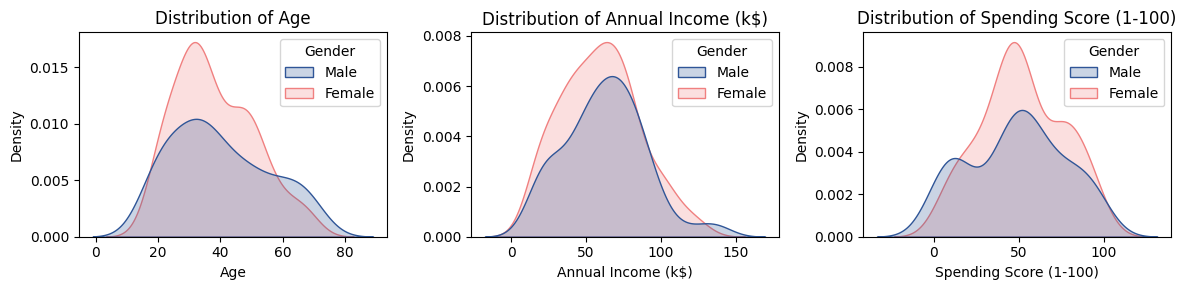 Distribution of Age
Density
0.000
0.005
0.010
0.015
Gender
Male
Female
0
20
40
60
80
Age
Distribution of Annual Income (k$)
Density
0.000
0.002
0.004
0.006
0.008
Gender
Male
Female
0
50
100
150
Annual Income (k$)
Distribution of Spending Score (1-100)
Density
0.000
0.002
0.004
0.006
0.008
Gender
Male
Female
0
50
100
Spending Score (1-100)